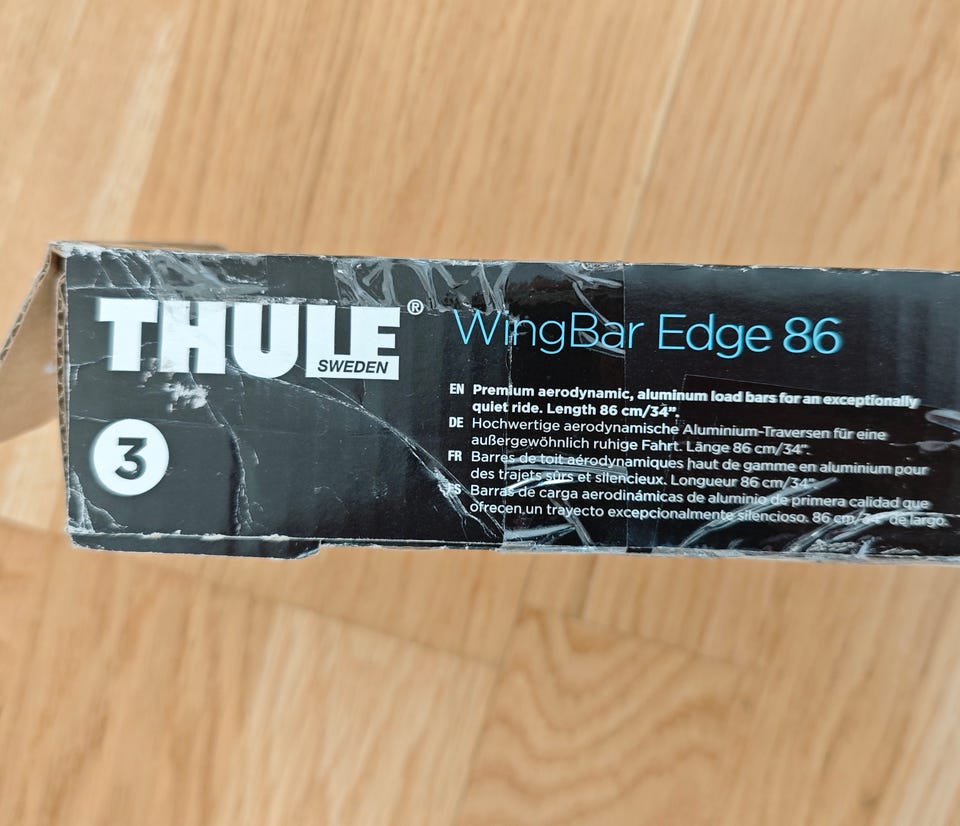 THULE®
SWEDEN
3
WingBar Edge 86
EN Premium aerodynamic, aluminum load bars for an exceptionally
quiet ride. Length 86 cm/34".
DE Hochwertige aerodynamische Aluminium-Traversen für eine
außergewöhnlich ruhige Fahrt. Länge 86 cm/34".
FR Barres de toit aérodynamiques haut de gamme en aluminium pour
des trajets sûrs et silencieux. Longueur 86 cm/34".
ES Barras de carga aerodinámicas de aluminio de primera calidad que
ofrecen un trayecto excepcionalmente silencioso. 86 cm/34" de largo.